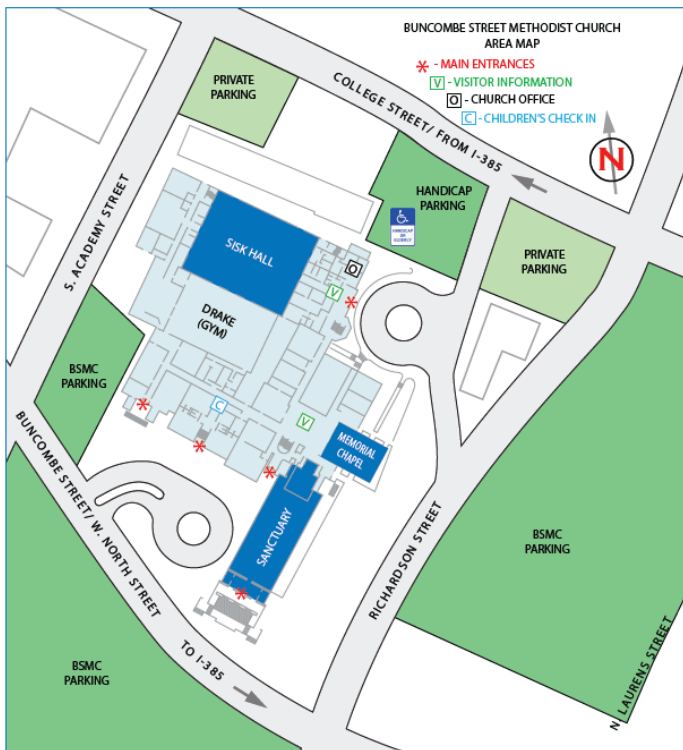 BUNCOMBE STREET METHODIST CHURCH
AREA MAP
* - MAIN ENTRANCES
V - VISITOR INFORMATION
O - CHURCH OFFICE
C - CHILDREN'S CHECK IN
N
PRIVATE
PARKING
COLLEGE STREET/ FROM I-385
HANDICAP
PARKING
S. ACADEMY STREET
SISK HALL
O
V
PRIVATE
PARKING
DRAKE
(GYM)
BSMC
PARKING
C
V
MEMORIAL
CHAPEL
BUNCOMBE STREET/ W. NORTH STREET
SANCTUARY
RICHARDSON STREET
BSMC
PARKING
BSMC
PARKING
TO I-385
N. LAURENS STREET